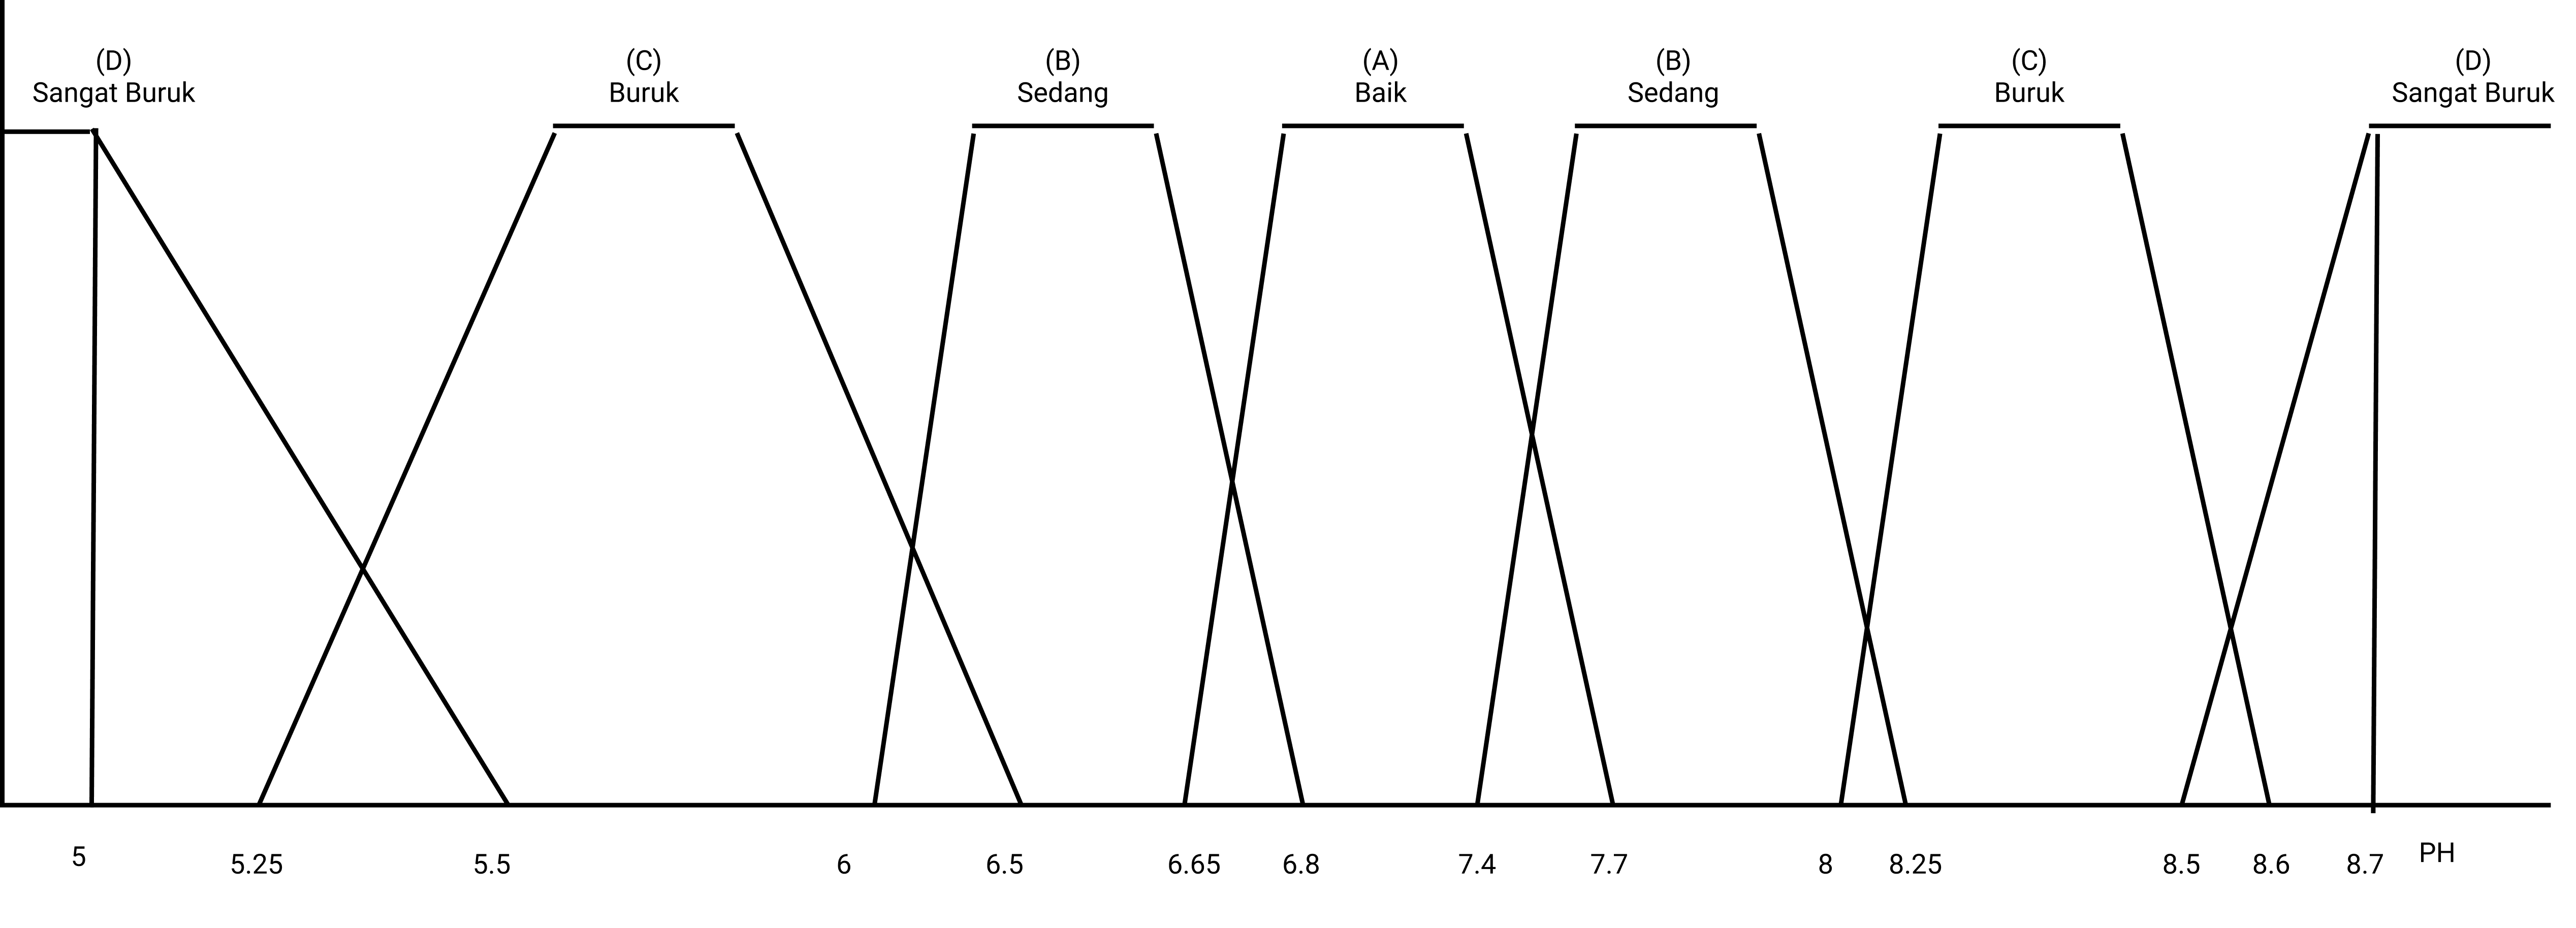 (D)
Sangat Buruk
(C)
Buruk
(B)
Sedang
(A)
Baik
(B)
Sedang
(C)
Buruk
(D)
Sangat Buruk
5 5.25 5.5 6 6.5 6.65 6.8 7.4 7.7 8 8.25 8.5 8.6 8.7 PH